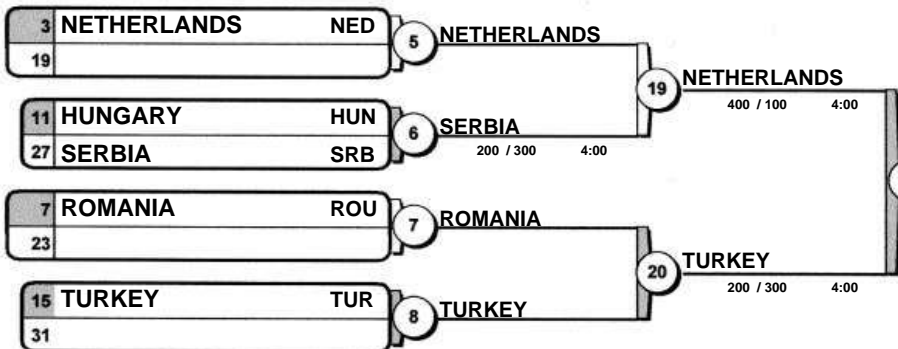 3 NETHERLANDS NED
19
5 NETHERLANDS
11 HUNGARY HUN
27 SERBIA SRB
6 SERBIA
200 / 300 4:00
19 NETHERLANDS
400 / 100 4:00
7 ROMANIA ROU
23
7 ROMANIA
15 TURKEY TUR
31
8 TURKEY
20 TURKEY
200 / 300 4:00